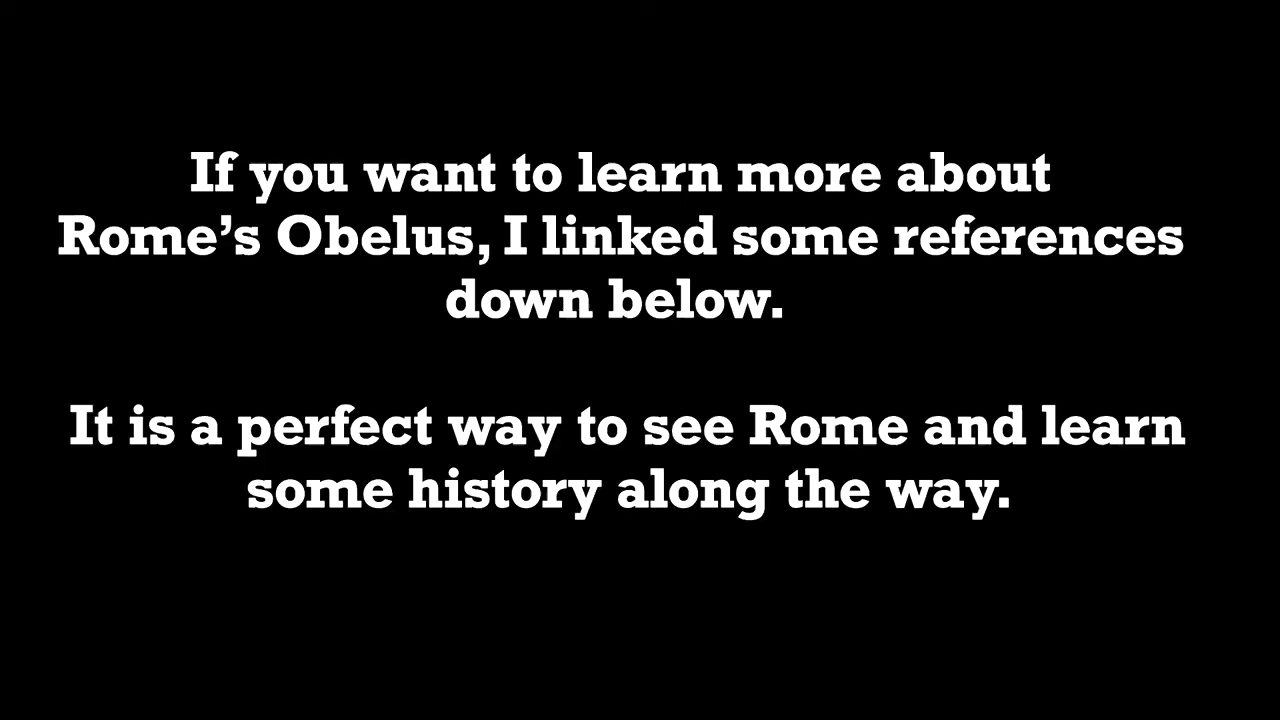 If you want to learn more about
Rome’s Obelus, I linked some references
down below.
It is a perfect way to see Rome and learn
some history along the way.